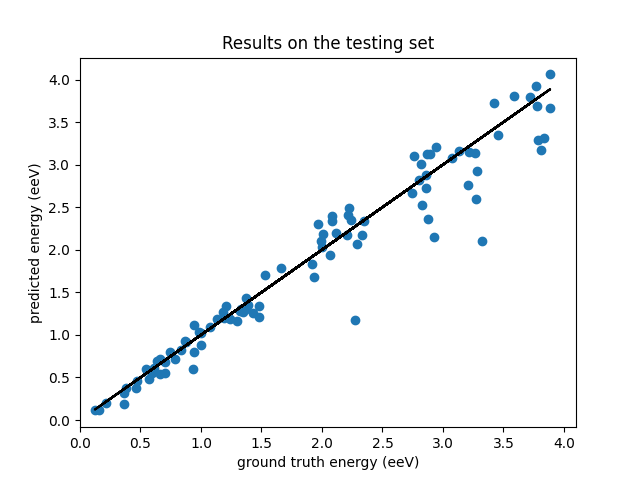 Results on the testing set
predicted energy (eeV)
4.0
3.5
3.0
2.5
2.0
1.5
1.0
0.5
0.0
0.0 0.5 1.0 1.5 2.0 2.5 3.0 3.5 4.0
ground truth energy (eeV)